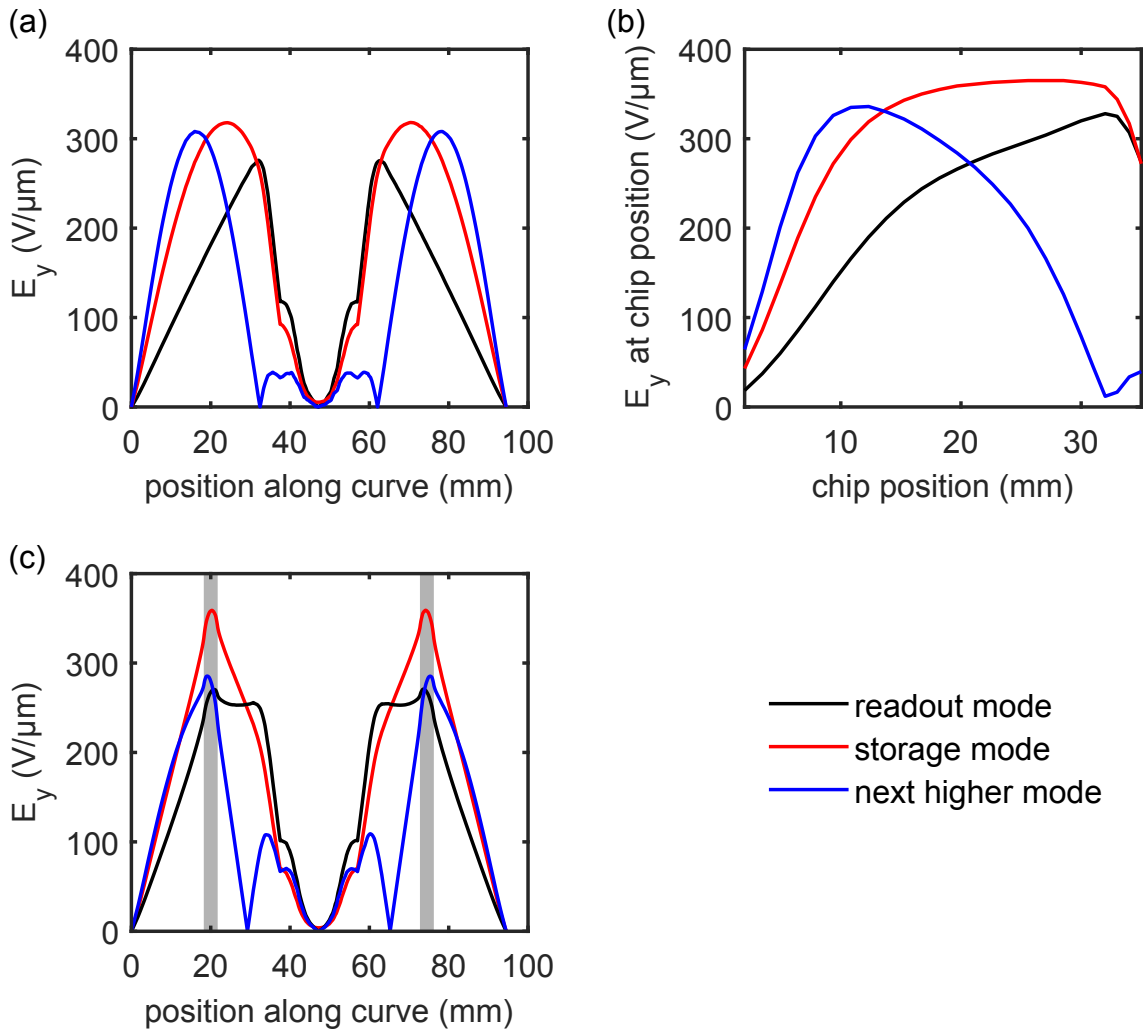 (a)
400
300
200
100
0
E_y (V/μm)
0 20 40 60 80 100
position along curve (mm)
(b)
400
300
200
100
0
E_y at chip position (V/μm)
10 20 30
chip position (mm)
(c)
400
300
200
100
0
E_y (V/μm)
0 20 40 60 80 100
position along curve (mm)
readout mode
storage mode
next higher mode